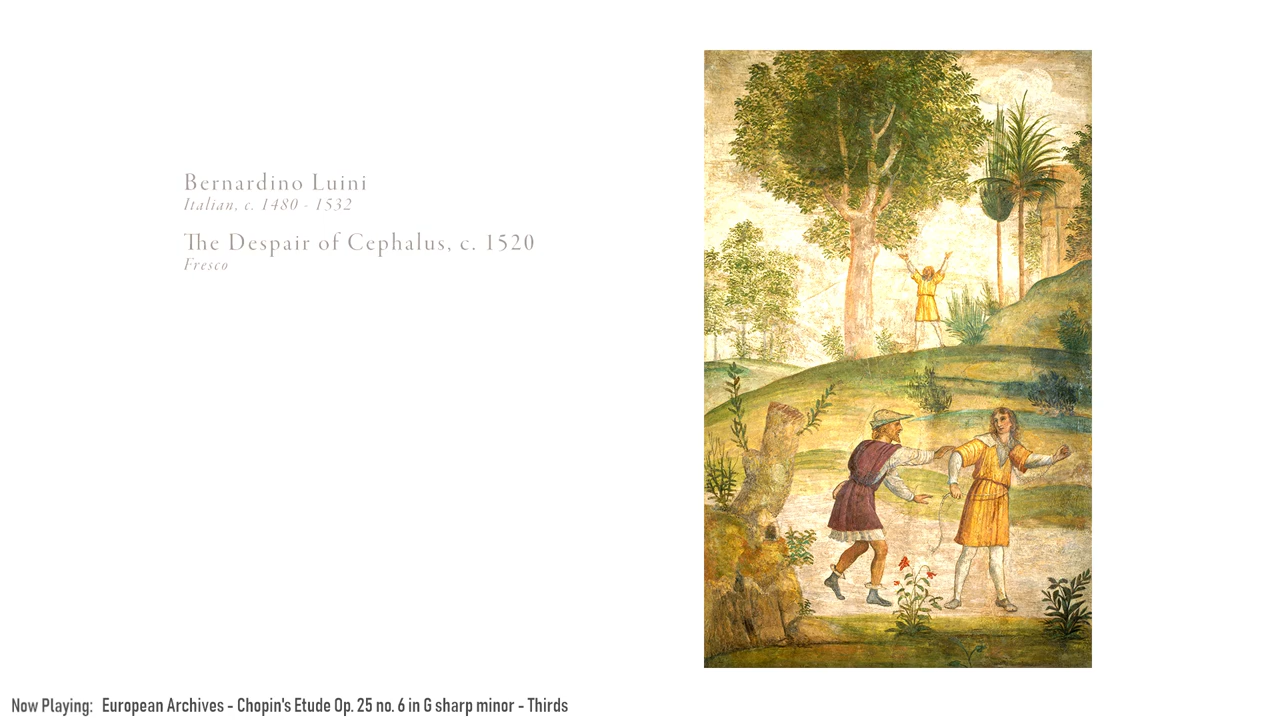 Bernardino Luini
Italian, c. 1480 - 1532
The Despair of Cephalus, c. 1520
Fresco
Now Playing: European Archives - Chopin's Etude Op. 25 no. 6 in G sharp minor - Thirds